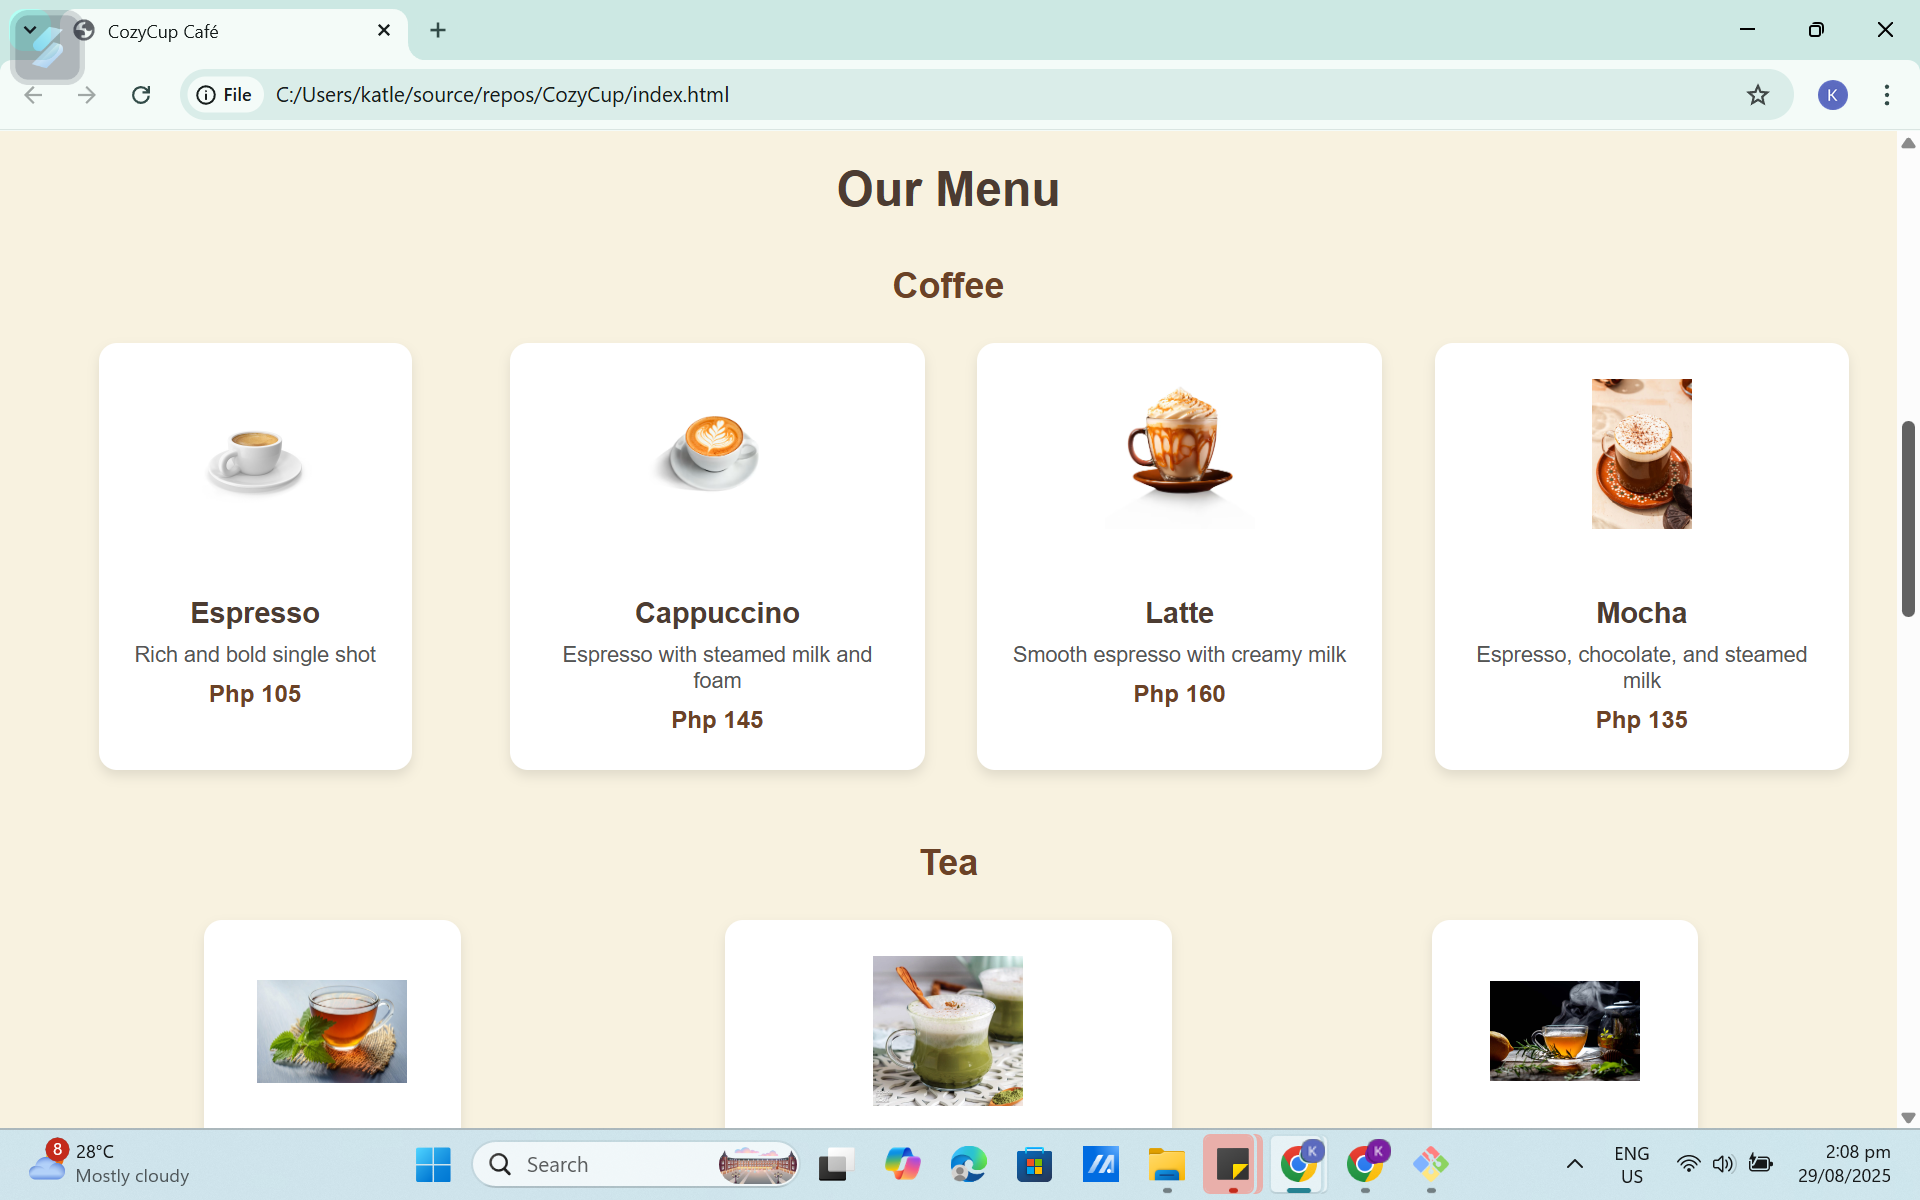 CozyCup Café
File
C:/Users/katle/source/repos/CozyCup/index.html
K
Our Menu
Coffee
Espresso
Rich and bold single shot
Php 105
Cappuccino
Espresso with steamed milk and
foam
Php 145
Latte
Smooth espresso with creamy milk
Php 160
Mocha
Espresso, chocolate, and steamed
milk
Php 135
Tea
8
28°C
Mostly cloudy
Search
K
K
ENG
US
2:08 pm
29/08/2025